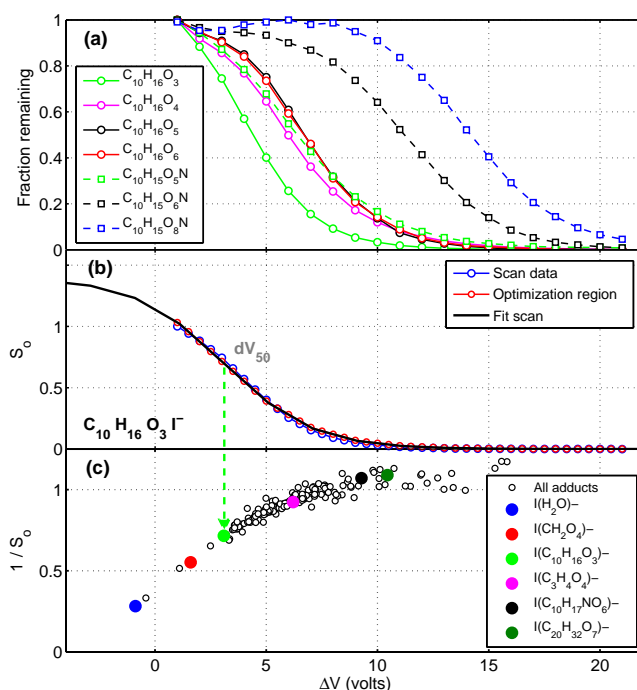 (a)
Fraction remaining
1
0.8
0.6
0.4
0.2
0
C10H16O3
C10H16O4
C10H16O5
C10H16O6
C10H15O5N
C10H15O6N
C10H15O8N
(b)
So
1
0.5
0
Scan data
Optimization region
Fit scan
dV50
C10 H16 O3 I−
(c)
1 / So
1
0.5
0
All adducts
I(H2O)−
I(CH2O4)−
I(C10H16O3)−
I(C3H4O4)−
I(C10H17NO6)−
I(C20H32O7)−
0 5 10 15 20
ΔV (volts)